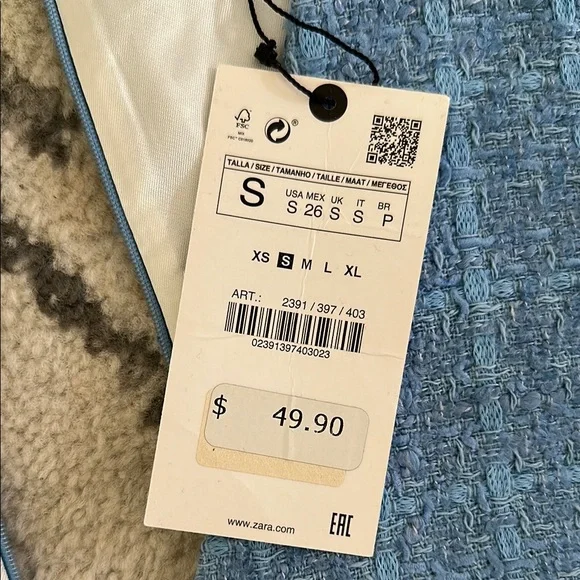 FSC
TALLA / SIZE / TAMANHO / TAILLE / MAAT / ΜΕΓΕΘΟΣ
S
USA MEX UK IT BR
S 26 S S P
XS S M L XL
ART.: 2391 / 397 / 403
02391397403023
$ 49.90
www.zara.com
EAC